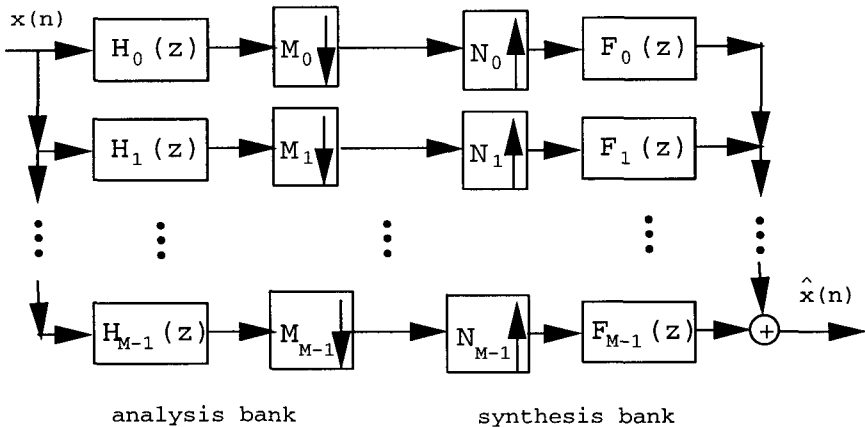 x(n)
H_0(z) M_0 N_0 F_0(z)
H_1(z) M_1 N_1 F_1(z)
x̂(n)
H_{M-1}(z) M_{M-1} N_{M-1} F_{M-1}(z) +
analysis bank synthesis bank